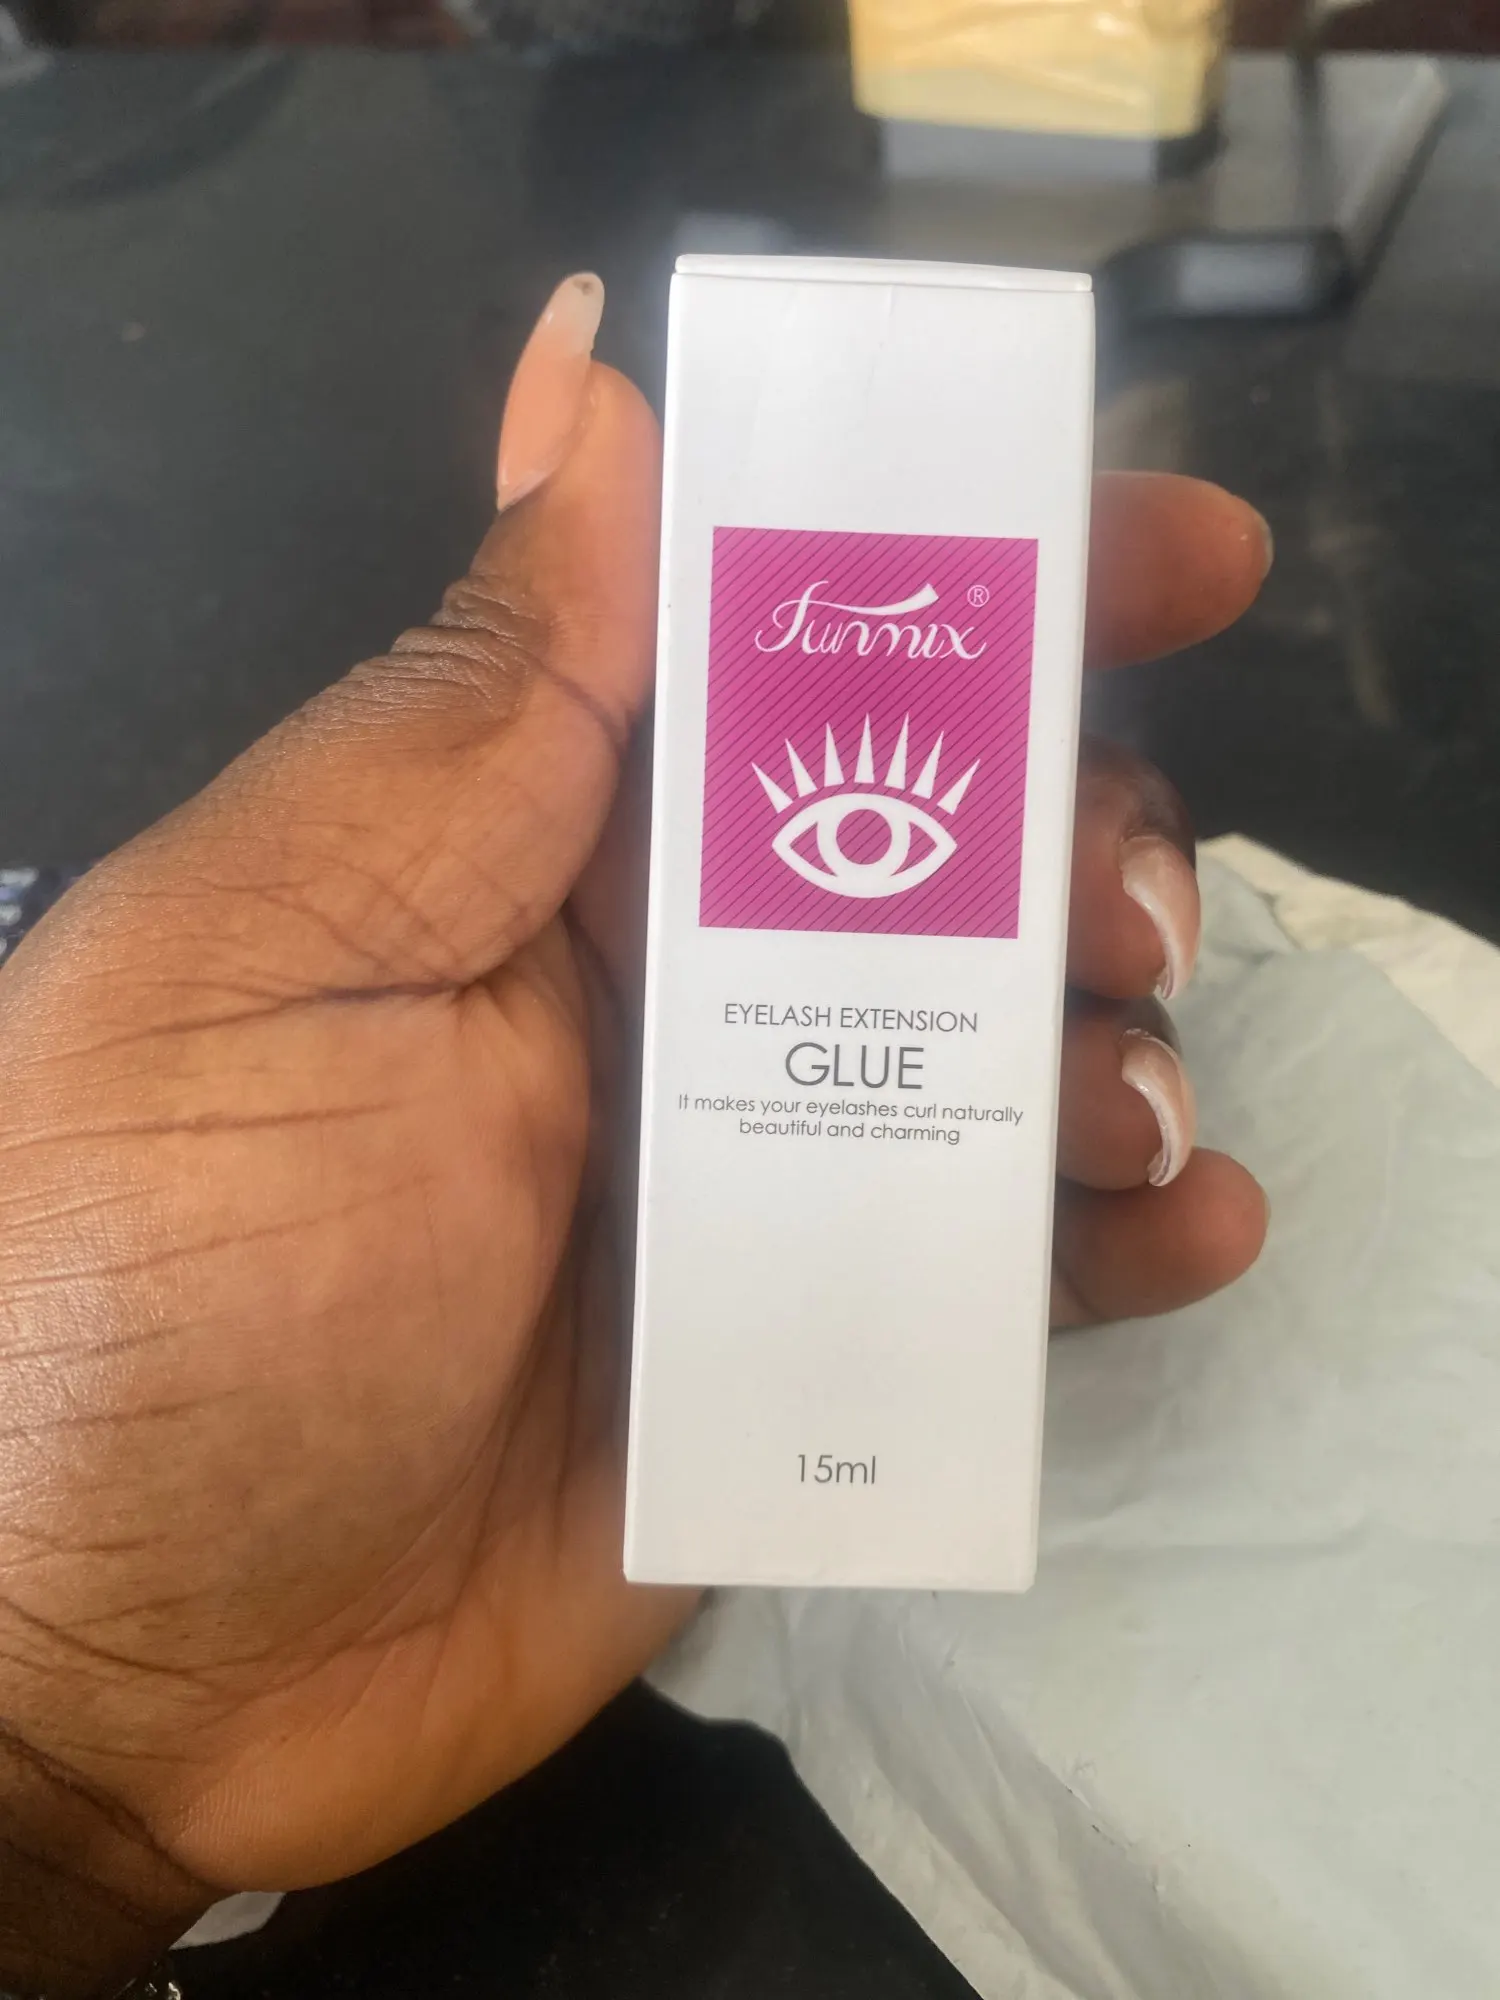 Funmix®
EYELASH EXTENSION
GLUE
It makes your eyelashes curl naturally
beautiful and charming
15ml